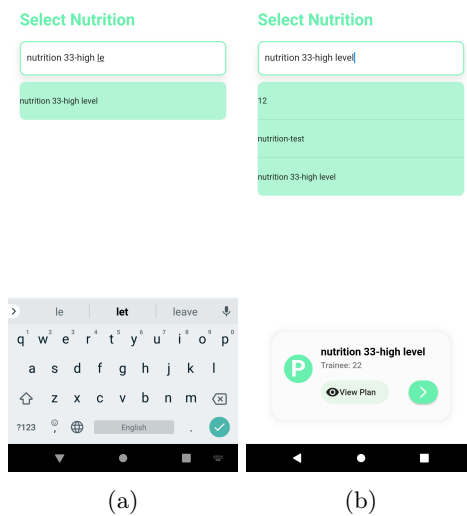 Select Nutrition
nutrition 33-high le
nutrition 33-high level
le let leave
1 2 3 4 5 6 7 8 9 0
q w e r t y u i o p
a s d f g h j k l
z x c v b n m
?123 , English .
(a)
Select Nutrition
nutrition 33-high level
12
nutrition-test
nutrition 33-high level
P
nutrition 33-high level
Trainee: 22
View Plan
(b)